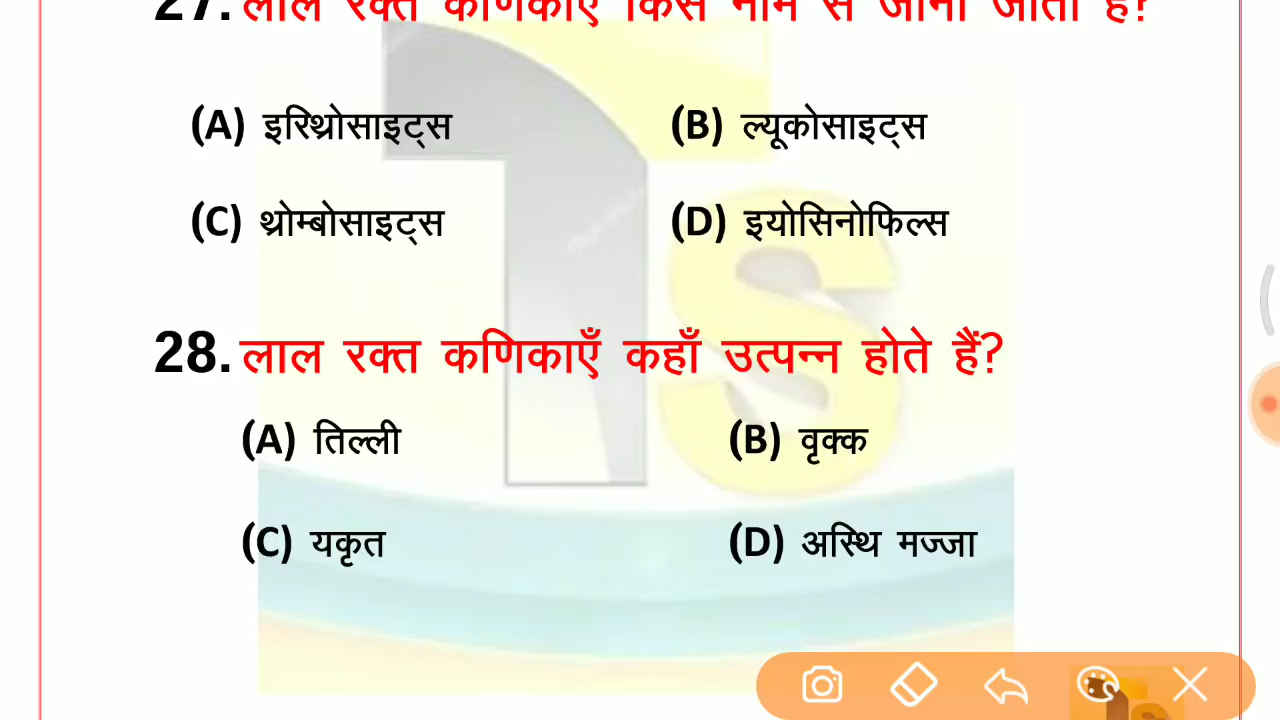 27. लाल रक्त कणिकाएँ किस नाम से जाना जाता है?
(A) इरिथ्रोसाइट्स (B) ल्यूकोसाइट्स
(C) थ्रोम्बोसाइट्स (D) इयोसिनोफिल्स
28. लाल रक्त कणिकाएँ कहाँ उत्पन्न होते हैं?
(A) तिल्ली (B) वृक्क
(C) यकृत (D) अस्थि मज्जा